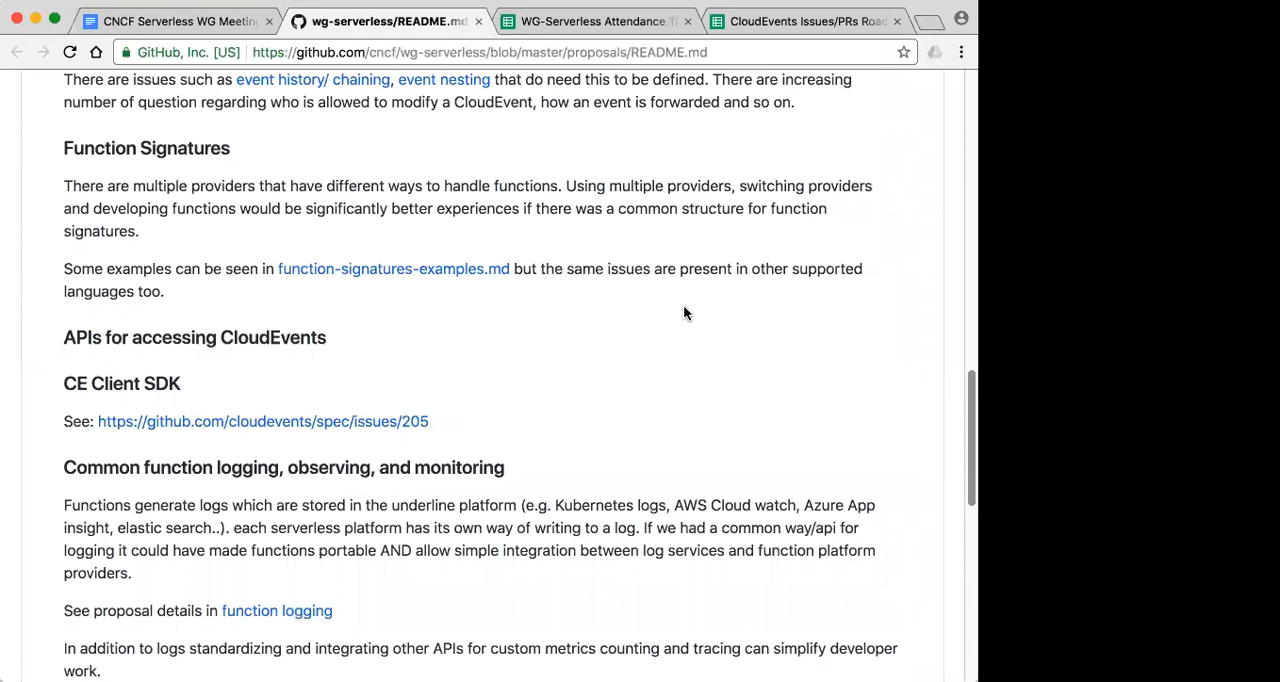 CNCF Serverless WG Meeting
wg-serverless/README.md
WG-Serverless Attendance T
CloudEvents Issues/PRs Road
GitHub, Inc. [US]
https://github.com/cncf/wg-serverless/blob/master/proposals/README.md
There are issues such as event history/ chaining, event nesting that do need this to be defined. There are increasing
number of question regarding who is allowed to modify a CloudEvent, how an event is forwarded and so on.
Function Signatures
There are multiple providers that have different ways to handle functions. Using multiple providers, switching providers
and developing functions would be significantly better experiences if there was a common structure for function
signatures.
Some examples can be seen in function-signatures-examples.md but the same issues are present in other supported
languages too.
APIs for accessing CloudEvents
CE Client SDK
See: https://github.com/cloudevents/spec/issues/205
Common function logging, observing, and monitoring
Functions generate logs which are stored in the underline platform (e.g. Kubernetes logs, AWS Cloud watch, Azure App
insight, elastic search..). each serverless platform has its own way of writing to a log. If we had a common way/api for
logging it could have made functions portable AND allow simple integration between log services and function platform
providers.
See proposal details in function logging
In addition to logs standardizing and integrating other APIs for custom metrics counting and tracing can simplify developer
work.